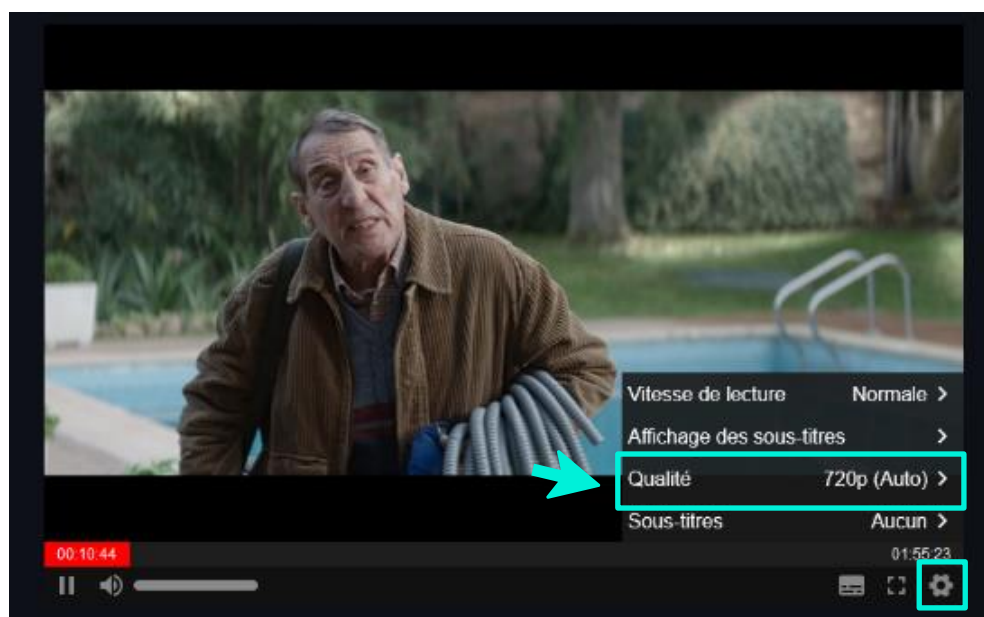 Vitesse de lecture Normale >
Affichage des sous-titres >
Qualité 720p (Auto) >
Sous-titres Aucun >
00:10:44 01:55:23